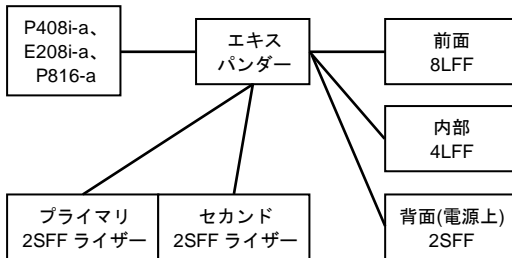 P408i-a、
E208i-a、
P816-a
エキス
パンダー
前面
8LFF
内部
4LFF
プライマリ
2SFF ライザー
セカンド
2SFF ライザー
背面(電源上)
2SFF